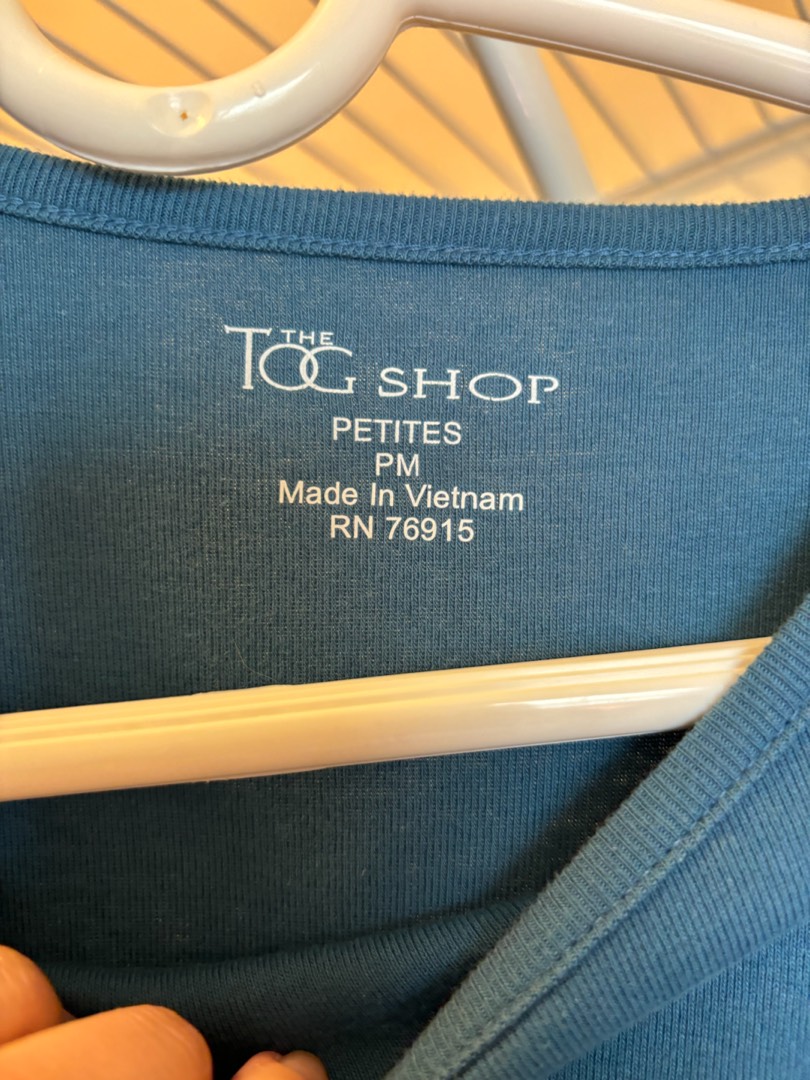 THE
TOG SHOP
PETITES
PM
Made In Vietnam
RN 76915